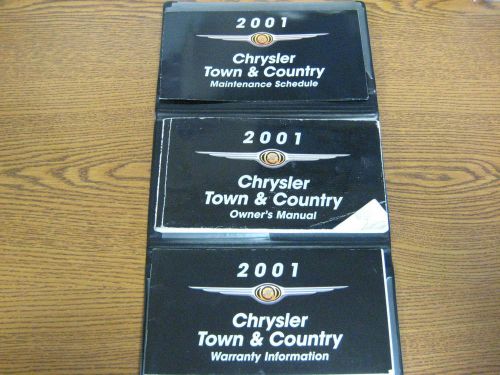 2001
Chrysler
Town & Country
Maintenance Schedule
2001
Chrysler
Town & Country
Owner's Manual
2001
Chrysler
Town & Country
Warranty Information